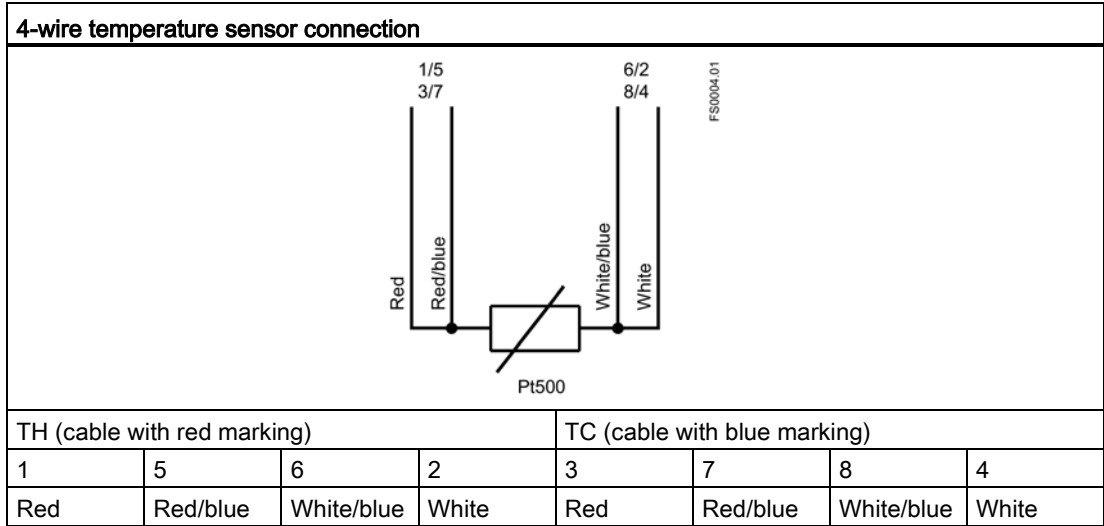 4-wire temperature sensor connection
1/5
3/7
6/2
8/4
FS0004.01
Red
Red/blue
White/blue
White
Pt500
TH (cable with red marking) TC (cable with blue marking)
1 5 6 2 3 7 8 4
Red Red/blue White/blue White Red Red/blue White/blue White